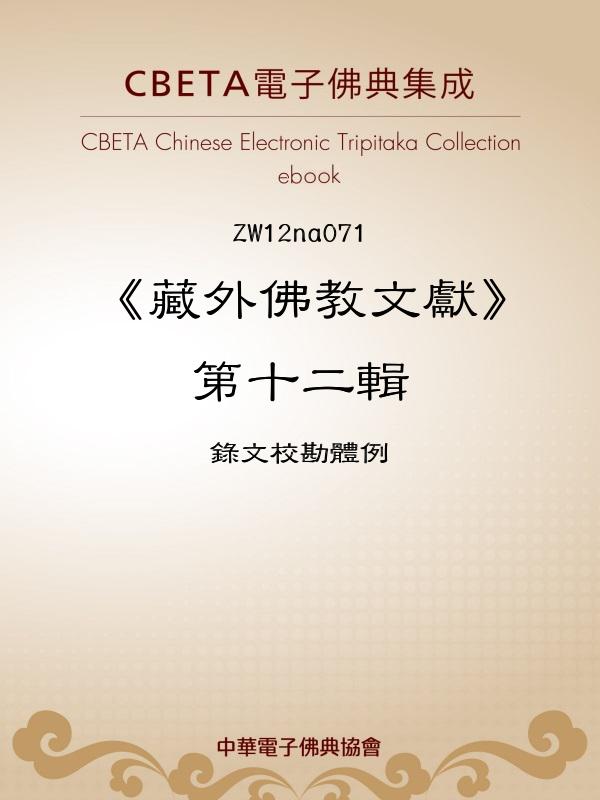 CBETA電子佛典集成
CBETA Chinese Electronic Tripitaka Collection
ebook
ZW12na071
《藏外佛教文獻》
第十二輯
錄文校勘體例
中華電子佛典協會